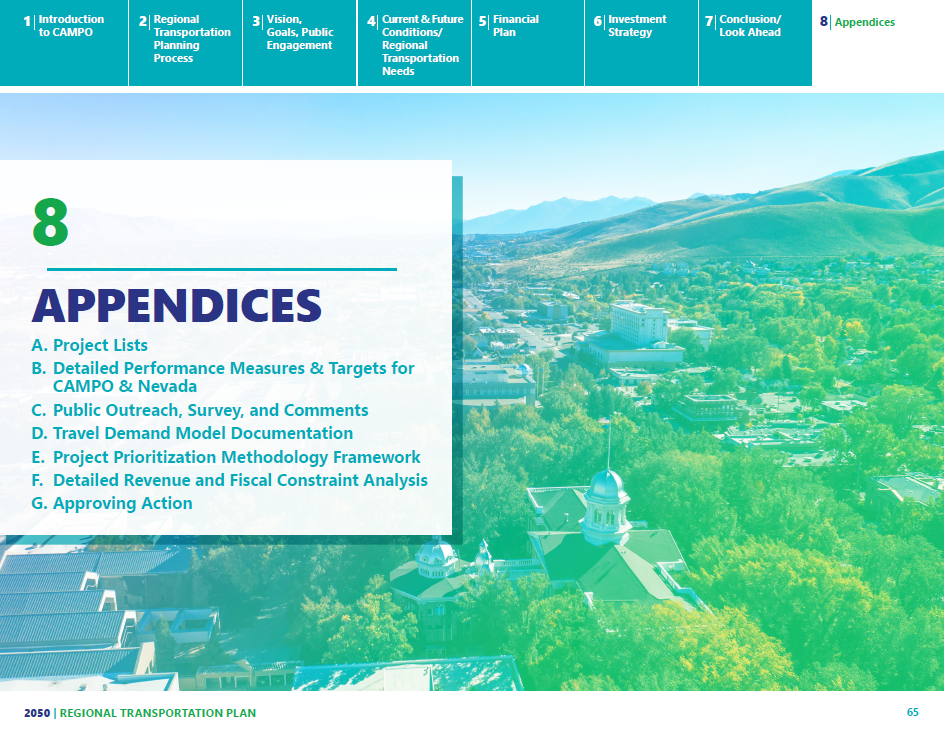 1 Introduction
to CAMPO
2 Regional
Transportation
Planning
Process
3 Vision,
Goals, Public
Engagement
4 Current & Future
Conditions/
Regional
Transportation
Needs
5 Financial
Plan
6 Investment
Strategy
7 Conclusion/
Look Ahead
8 Appendices
8
APPENDICES
A. Project Lists
B. Detailed Performance Measures & Targets for
CAMPO & Nevada
C. Public Outreach, Survey, and Comments
D. Travel Demand Model Documentation
E. Project Prioritization Methodology Framework
F. Detailed Revenue and Fiscal Constraint Analysis
G. Approving Action
2050 | REGIONAL TRANSPORTATION PLAN
65